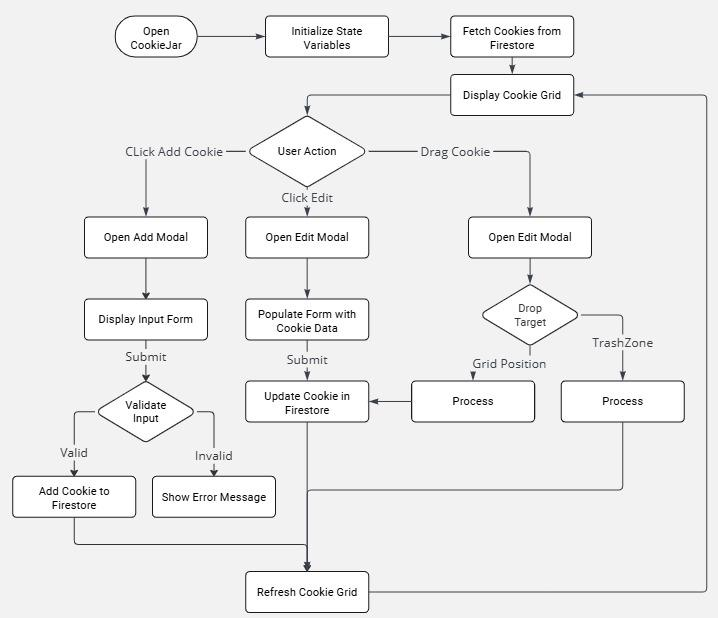 Open
CookieJar
Initialize State
Variables
Fetch Cookies from
Firestore
Display Cookie Grid
User Action
CLick Add Cookie
Click Edit
Drag Cookie
Open Add Modal
Open Edit Modal
Open Edit Modal
Display Input Form
Populate Form with
Cookie Data
Drop
Target
Submit
Submit
Grid Position
TrashZone
Validate
Input
Update Cookie in
Firestore
Process
Process
Valid
Invalid
Add Cookie to
Firestore
Show Error Message
Refresh Cookie Grid